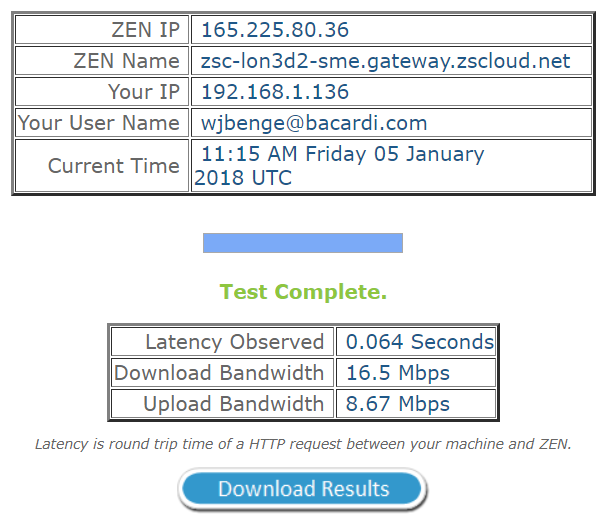 ZEN IP 165.225.80.36
ZEN Name zsc-lon3d2-sme.gateway.zscloud.net
Your IP 192.168.1.136
Your User Name wjbenge@bacardi.com
Current Time 11:15 AM Friday 05 January
2018 UTC
Test Complete.
Latency Observed 0.064 Seconds
Download Bandwidth 16.5 Mbps
Upload Bandwidth 8.67 Mbps
Latency is round trip time of a HTTP request between your machine and ZEN.
Download Results